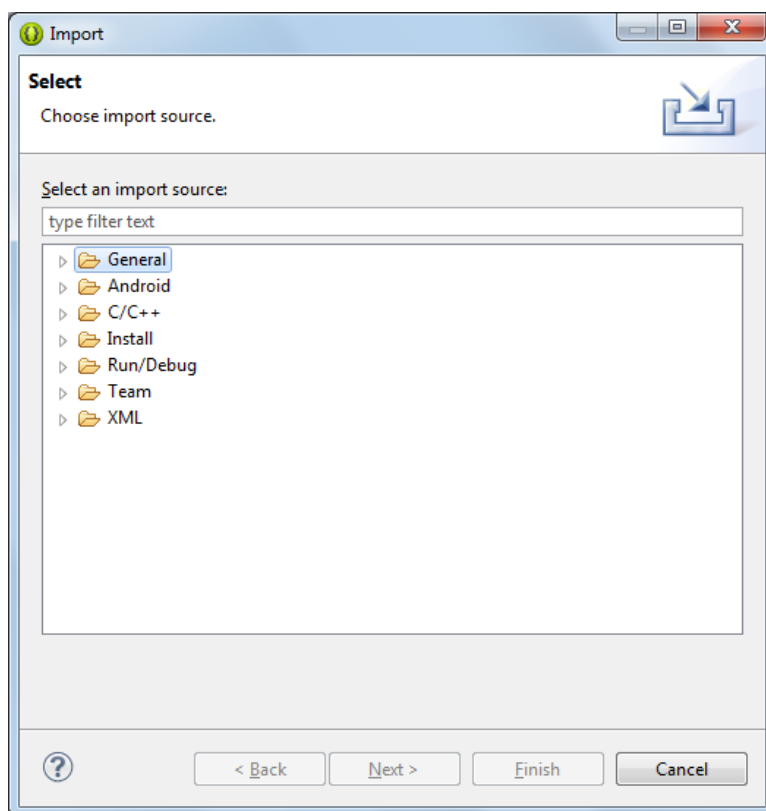 Import
Select
Choose import source.
Select an import source:
type filter text
General
Android
C/C++
Install
Run/Debug
Team
XML
? < Back Next > Finish Cancel